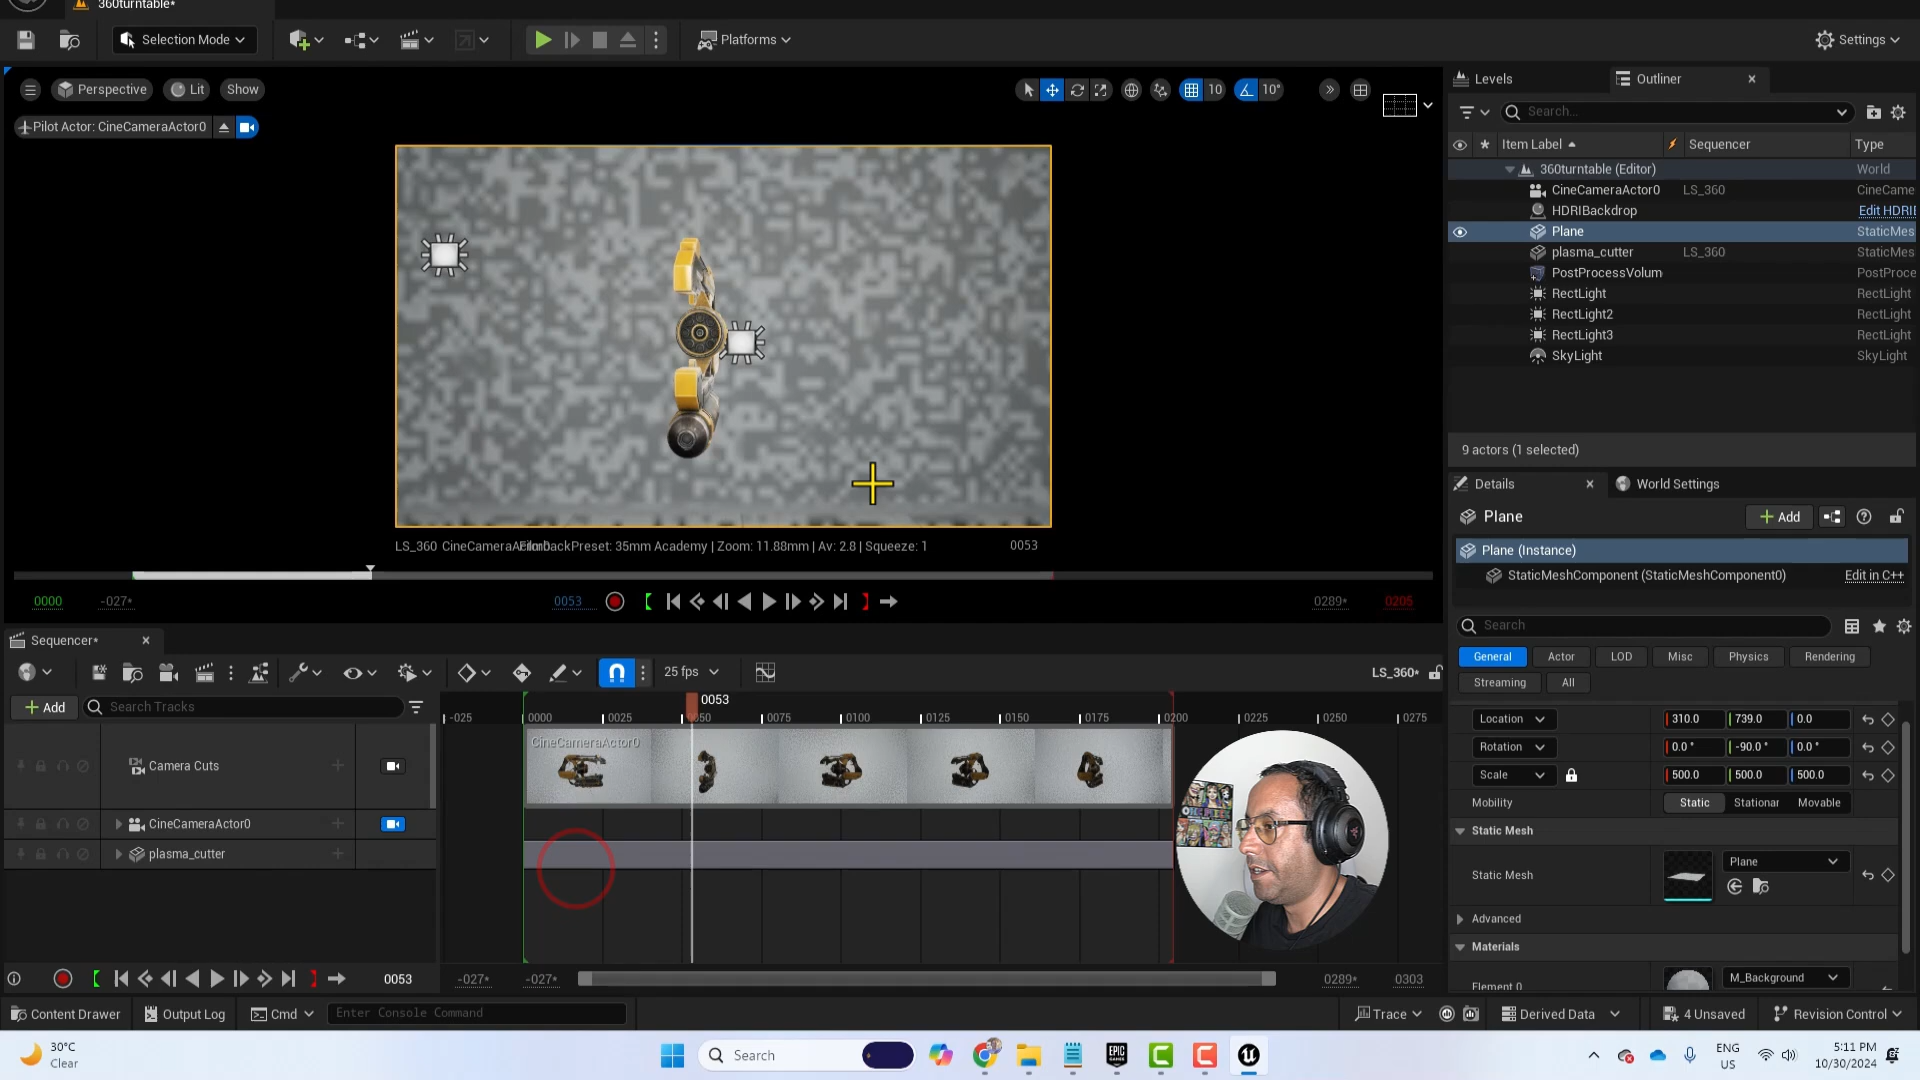 360turntable*
Selection Mode
Platforms
Settings
Perspective
Lit
Show
10
10°
Pilot Actor: CineCameraActor0
Levels
Outliner
Search...
Item Label
Sequencer
Type
360turntable (Editor)
World
CineCameraActor0
LS_360
CineCame
HDRIBackdrop
Edit HDRIE
Plane
StaticMes
plasma_cutter
LS_360
StaticMes
PostProcessVolum
PostProce
RectLight
RectLight
RectLight2
RectLight
RectLight3
RectLight
SkyLight
SkyLight
9 actors (1 selected)
LS_360 CineCameraActor0
Preset: 35mm Academy | Zoom: 11.88mm | Av: 2.8 | Squeeze: 1
0053
0000
-027*
0053
0289*
0205
Details
World Settings
Plane
Add
Plane (Instance)
StaticMeshComponent (StaticMeshComponent0)
Edit in C++
Search
General
Actor
LOD
Misc
Physics
Rendering
Streaming
All
Location
310.0
739.0
0.0
Rotation
0.0 °
-90.0 °
0.0 °
Scale
500.0
500.0
500.0
Mobility
Static
Stationar
Movable
Static Mesh
Static Mesh
Plane
Advanced
Materials
Element 0
M_Background
Sequencer*
25 fps
LS_360*
Add
Search Tracks
0053
-025
0000
0025
0050
0075
0100
0125
0150
0175
0200
0225
0250
0275
CineCameraActor0
Camera Cuts
CineCameraActor0
plasma_cutter
0053
-027*
-027*
0289*
0303
Content Drawer
Output Log
Cmd
Enter Console Command
Trace
Derived Data
4 Unsaved
Revision Control
30°C
Clear
Search
EPIC
GAMES
ENG
US
5:11 PM
10/30/2024